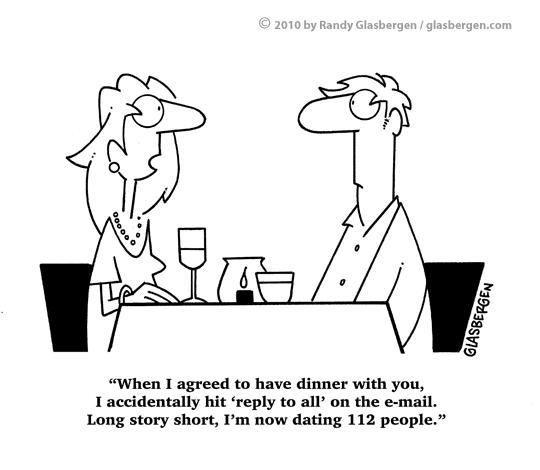 © 2010 by Randy Glasbergen / glasbergen.com
GLASBERGEN
“When I agreed to have dinner with you,
I accidentally hit ‘reply to all’ on the e-mail.
Long story short, I’m now dating 112 people.”